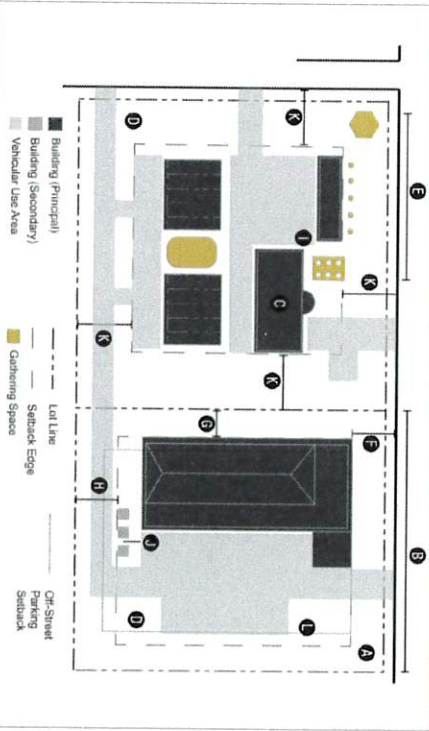 E B
K F A
K I L
C K
G
J
D D
K H
Building (Principal)
Building (Secondary)
Vehicular Use Area
Lot Line
Setback Edge
Gathering Space
Off-Street
Parking
Setback